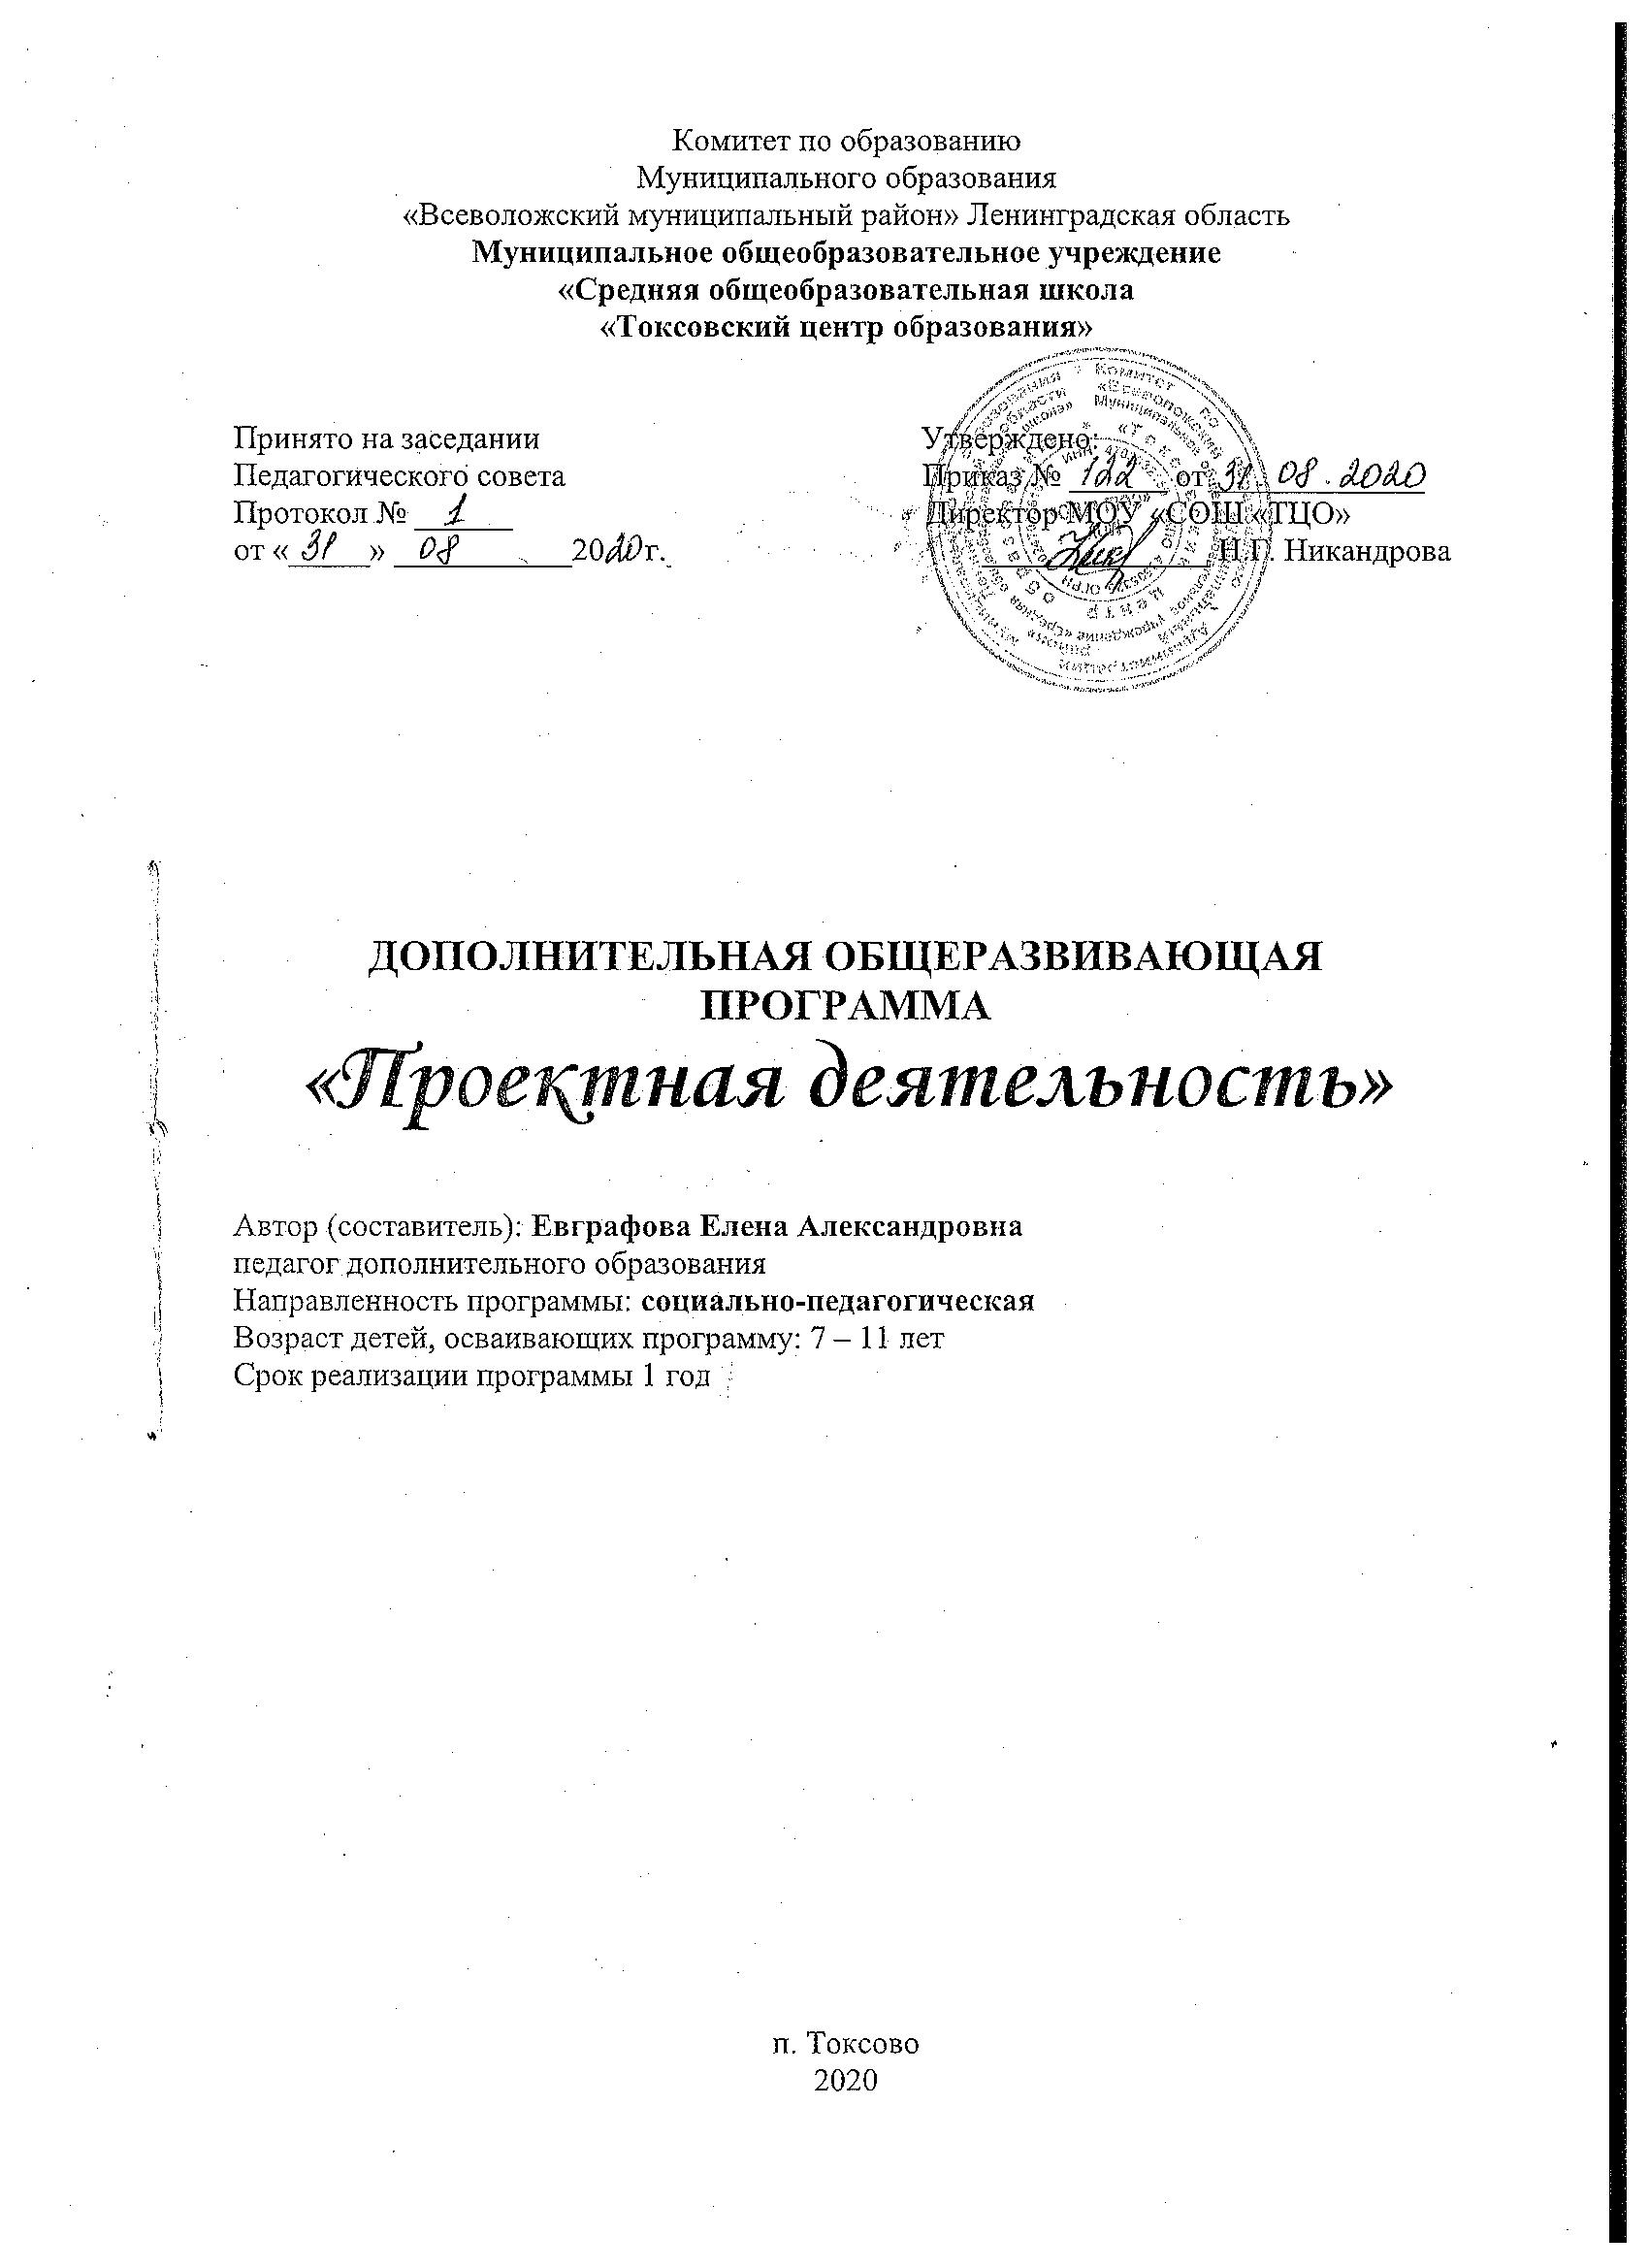 Комитет по образованию
Муниципального образования
«Всеволожский муниципальный район» Ленинградская область
Муниципальное общеобразовательное учреждение
«Средняя общеобразовательная школа
«Токсовский центр образования»
Принято на заседании
Педагогического совета
Протокол № 1
от « 31 » 08 2020 г.
Утверждено:
Приказ № 122 от 31.08.2020
Директор МОУ «СОШ «ТЦО»
Н.Г. Никандрова
ДОПОЛНИТЕЛЬНАЯ ОБЩЕРАЗВИВАЮЩАЯ
ПРОГРАММА
«Проектная деятельность»
Автор (составитель): Евграфова Елена Александровна
педагог дополнительного образования
Направленность программы: социально-педагогическая
Возраст детей, осваивающих программу: 7 – 11 лет
Срок реализации программы 1 год
п. Токсово
2020